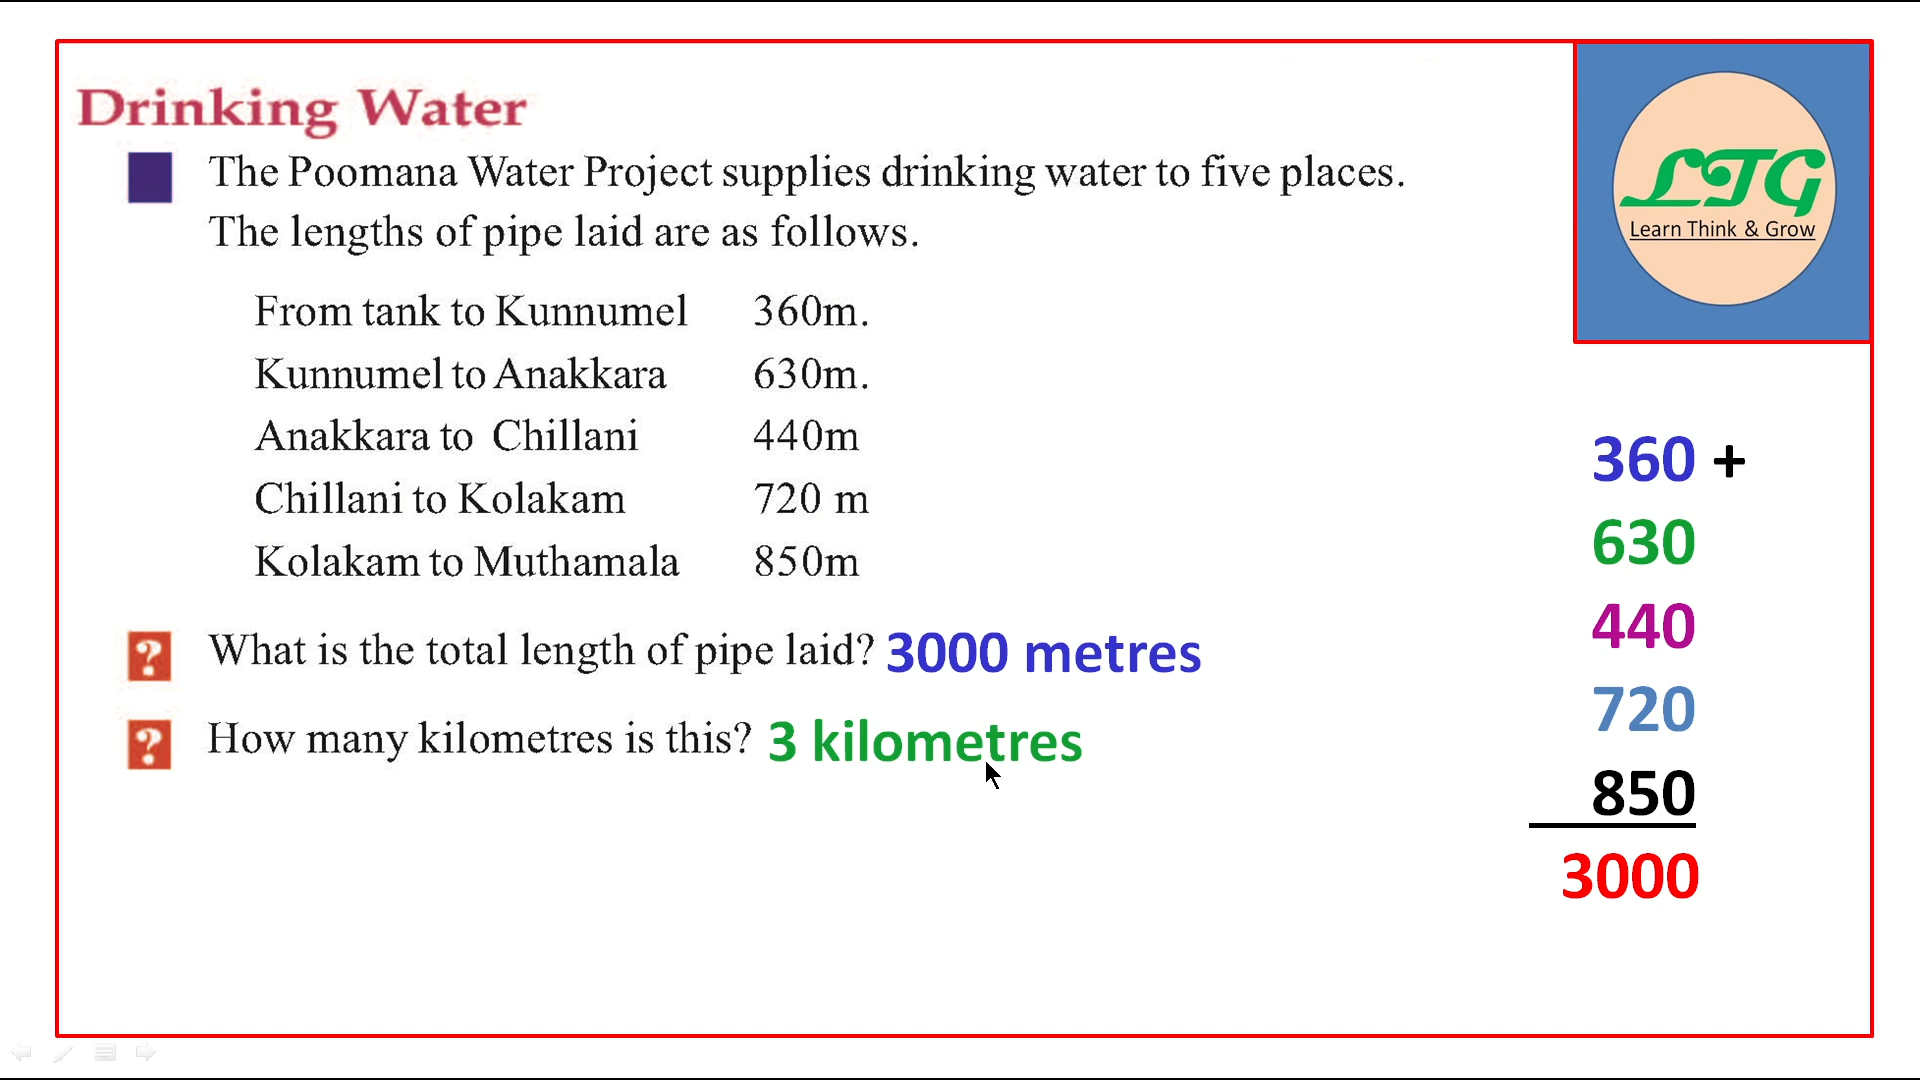 Drinking Water
The Poomana Water Project supplies drinking water to five places.
The lengths of pipe laid are as follows.
From tank to Kunnumel 360m.
Kunnumel to Anakkara 630m.
Anakkara to Chillani 440m
Chillani to Kolakam 720 m
Kolakam to Muthamala 850m
? What is the total length of pipe laid? 3000 metres
? How many kilometres is this? 3 kilometres
LTG
Learn Think & Grow
360 +
630
440
720
850
3000